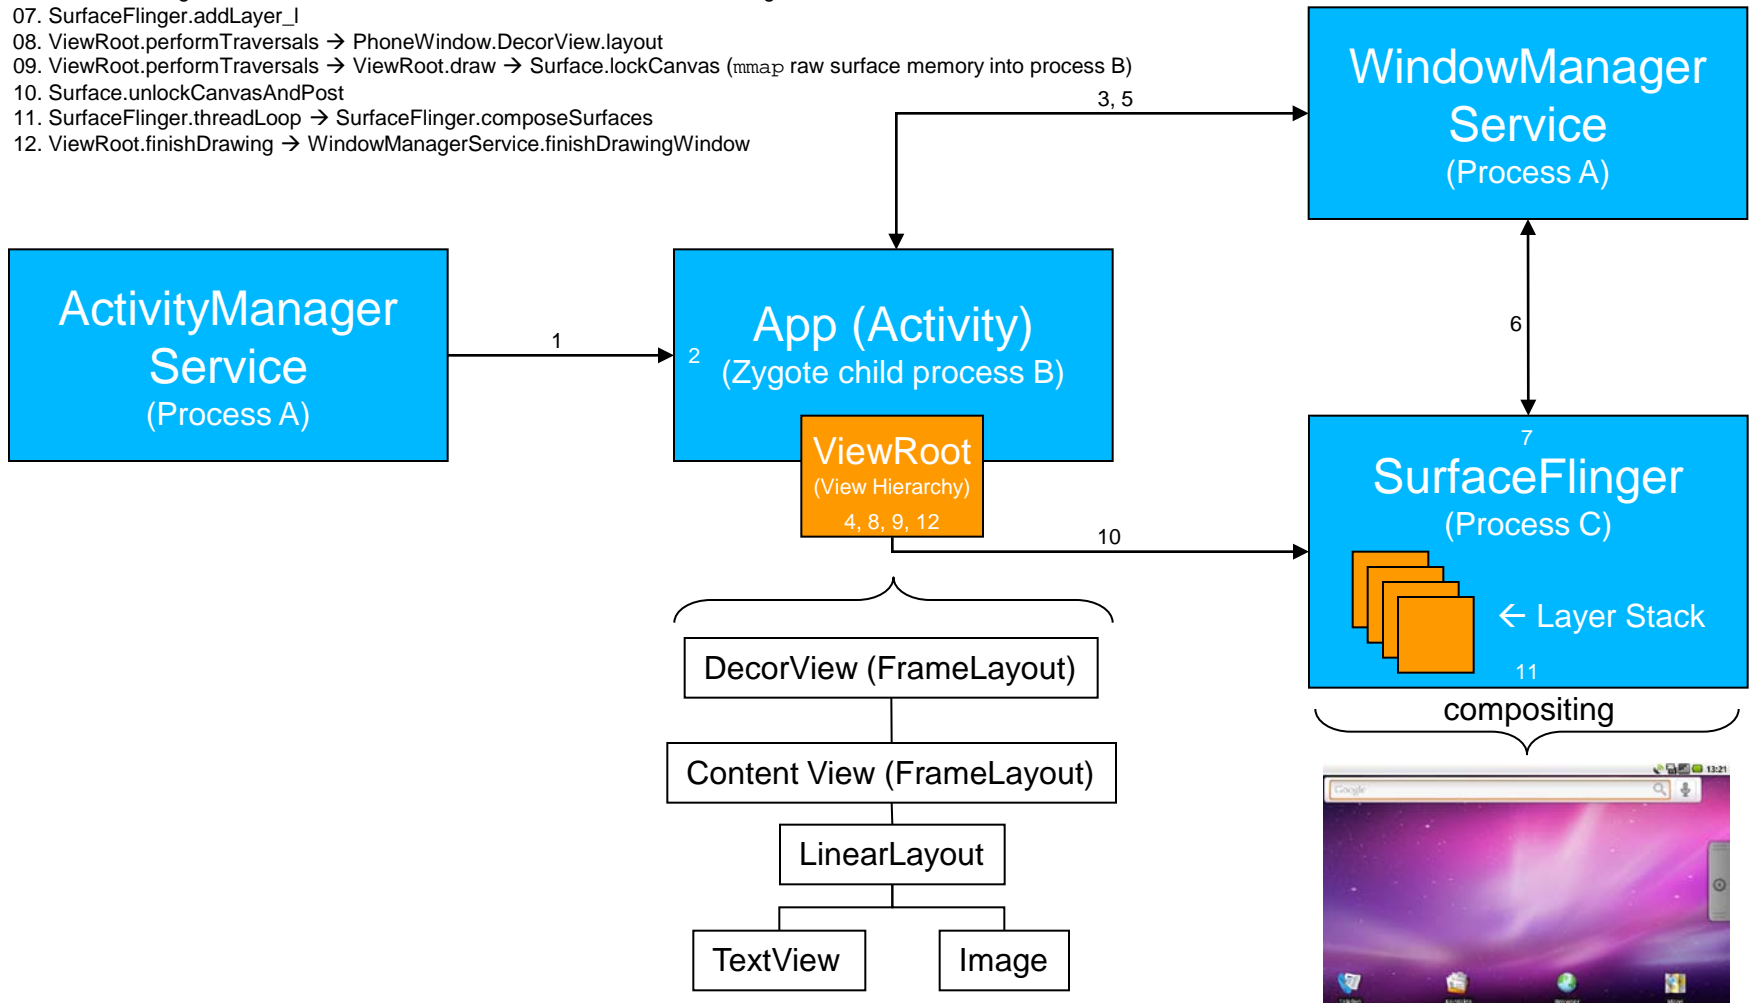 07. SurfaceFlinger.addLayer_l
08. ViewRoot.performTraversals → PhoneWindow.DecorView.layout
09. ViewRoot.performTraversals → ViewRoot.draw → Surface.lockCanvas (mmap raw surface memory into process B)
10. Surface.unlockCanvasAndPost
11. SurfaceFlinger.threadLoop → SurfaceFlinger.composeSurfaces
12. ViewRoot.finishDrawing → WindowManagerService.finishDrawingWindow
3, 5
WindowManager
Service
(Process A)
ActivityManager
Service
(Process A)
1
2
App (Activity)
(Zygote child process B)
6
ViewRoot
(View Hierarchy)
4, 8, 9, 12
10
7
SurfaceFlinger
(Process C)
← Layer Stack
11
compositing
DecorView (FrameLayout)
Content View (FrameLayout)
LinearLayout
TextView
Image
13:21
Google